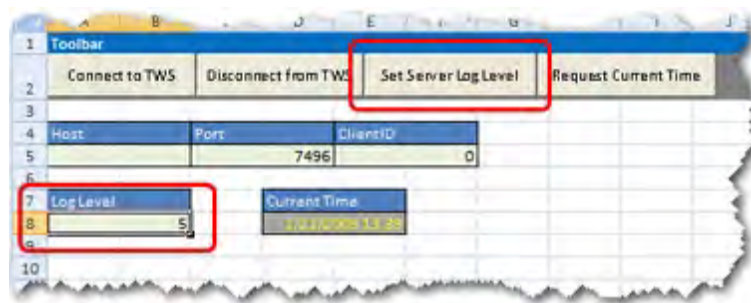 A B E G J
1 Toolbar
2 Connect to TWS Disconnect from TWS Set Server Log Level Request Current Time
3
4 Host Port ClientID
5 7496 0
6
7 Log Level Current Time
8 5
9
10